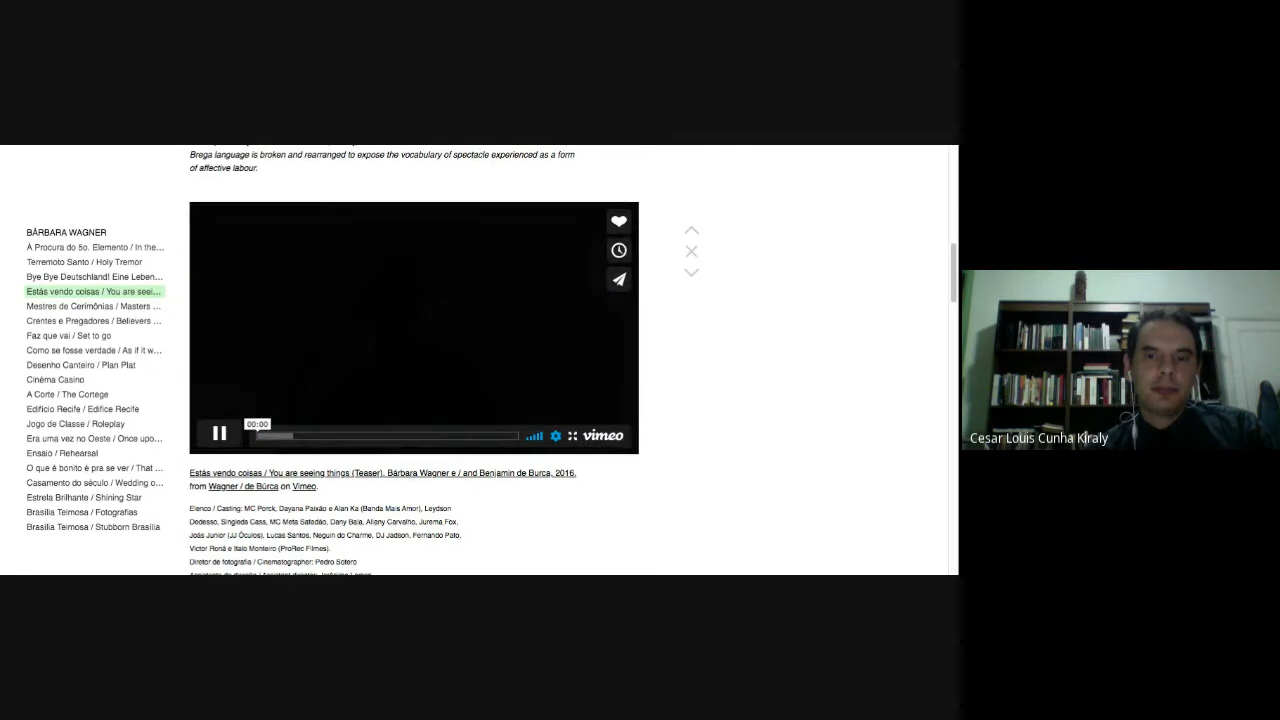 Brega language is broken and rearranged to expose the vocabulary of spectacle experienced as a form
of affective labour.
BÁRBARA WAGNER
À Procura do 5o. Elemento / In the...
Terremoto Santo / Holy Tremor
Bye Bye Deutschland! Eine Leben...
Estás vendo coisas / You are seei...
Mestres de Cerimônias / Masters ...
Crentes e Pregadores / Believers ...
Faz que vai / Set to go
Como se fosse verdade / As if it w...
Desenho Canteiro / Plan Plat
Cinéma Casino
A Corte / The Cortege
Edifício Recife / Edifice Recife
Jogo de Classe / Roleplay
Era uma vez no Oeste / Once upo...
Ensaio / Rehearsal
O que é bonito é pra se ver / That ...
Casamento do século / Wedding o...
Estrela Brilhante / Shining Star
Brasília Teimosa / Fotografias
Brasília Teimosa / Stubborn Brasília
00:00
vimeo
Estás vendo coisas / You are seeing things (Teaser). Bárbara Wagner e / and Benjamin de Burca, 2016.
from Wagner / de Búrca on Vimeo.
Elenco / Casting: MC Porck, Dayana Paixão e Alan Ka (Banda Mais Amor), Leydson
Dedesso, Singleds Cass, MC Meta Safadão, Dany Bala, Allany Carvalho, Jurema Fox,
Joás Junior (JJ Óculos), Lucas Santos, Neguin do Charme, DJ Jadson, Fernando Pato,
Victor Ronã e Italo Monteiro (ProRec Filmes).
Diretor de fotografia / Cinematographer: Pedro Sotero
Cesar Louis Cunha Kiraly